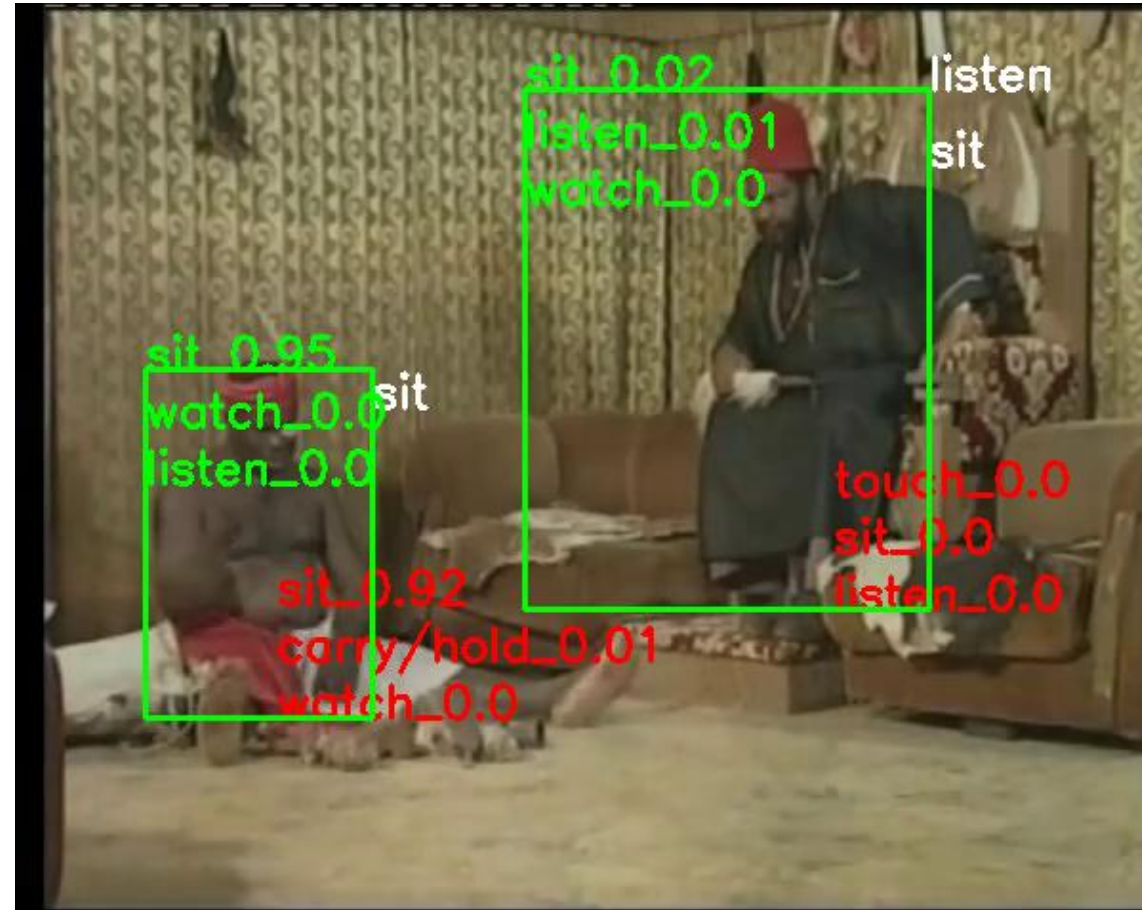 sit_0.02
listen_0.01
watch_0.0
listen
sit
sit_0.95
watch_0.0
listen_0.0
sit
touch_0.0
sit_0.0
listen_0.0
sit_0.92
carry/hold_0.01
watch_0.0